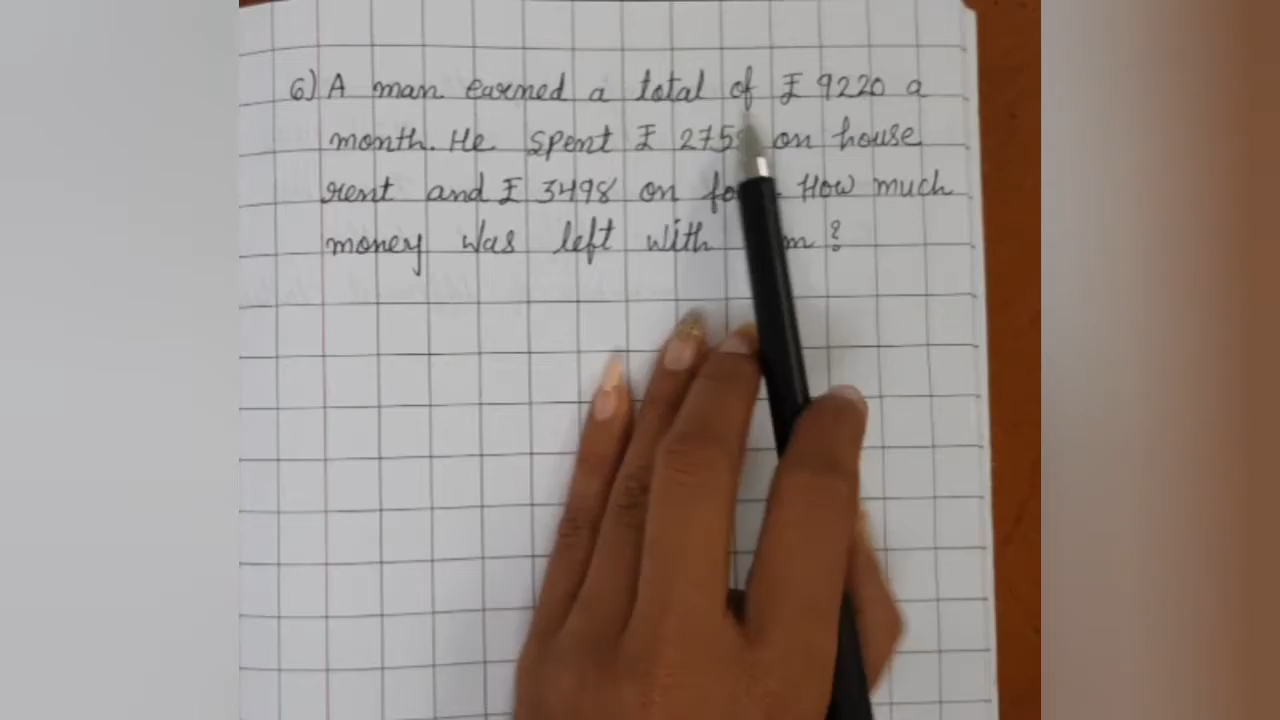 6) A man earned a total of ₹ 9220 a
month. He spent ₹ on house
rent and ₹ 3498 on How much
money was left with ?